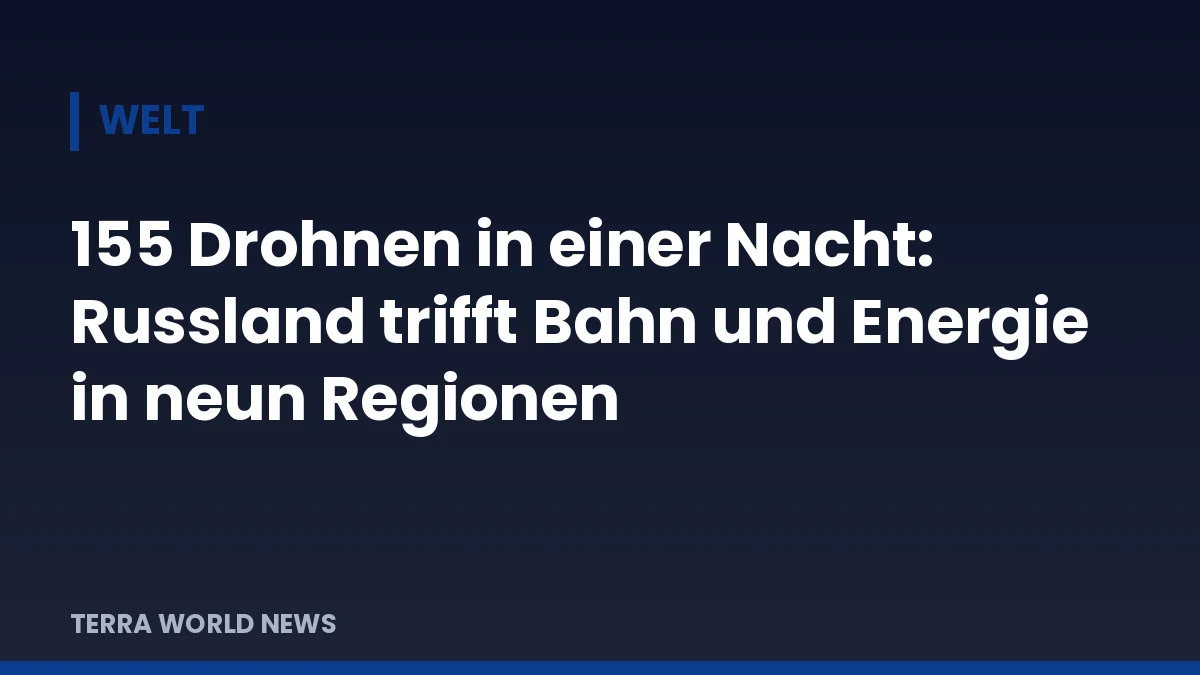 WELT
155 Drohnen in einer Nacht:
Russland trifft Bahn und Energie
in neun Regionen
TERRA WORLD NEWS